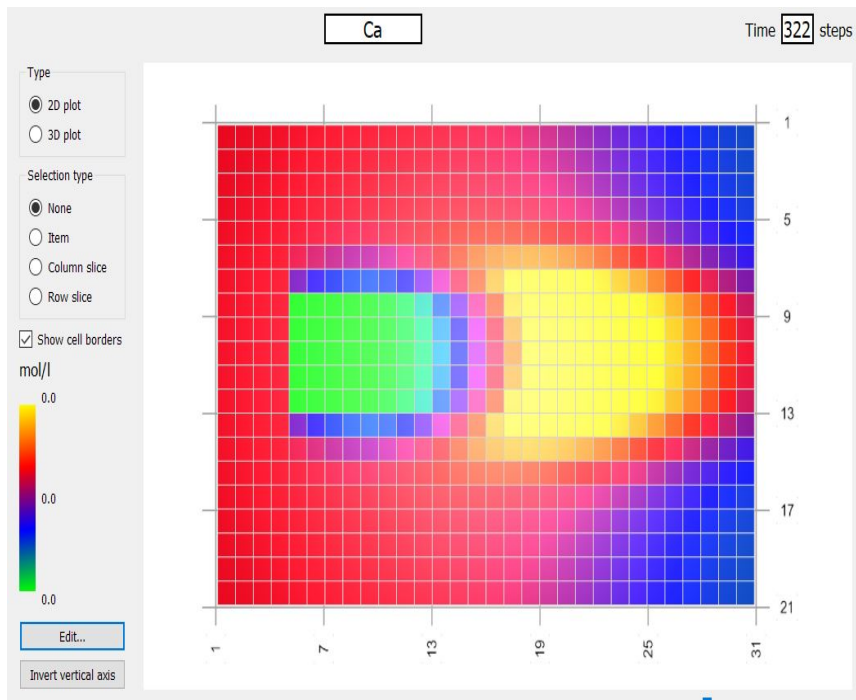 Ca
Time 322 steps
Type
2D plot
3D plot
Selection type
None
Item
Column slice
Row slice
Show cell borders
mol/l
0.0
0.0
0.0
Edit...
Invert vertical axis
1
5
9
13
17
21
1 7 13 19 25 31